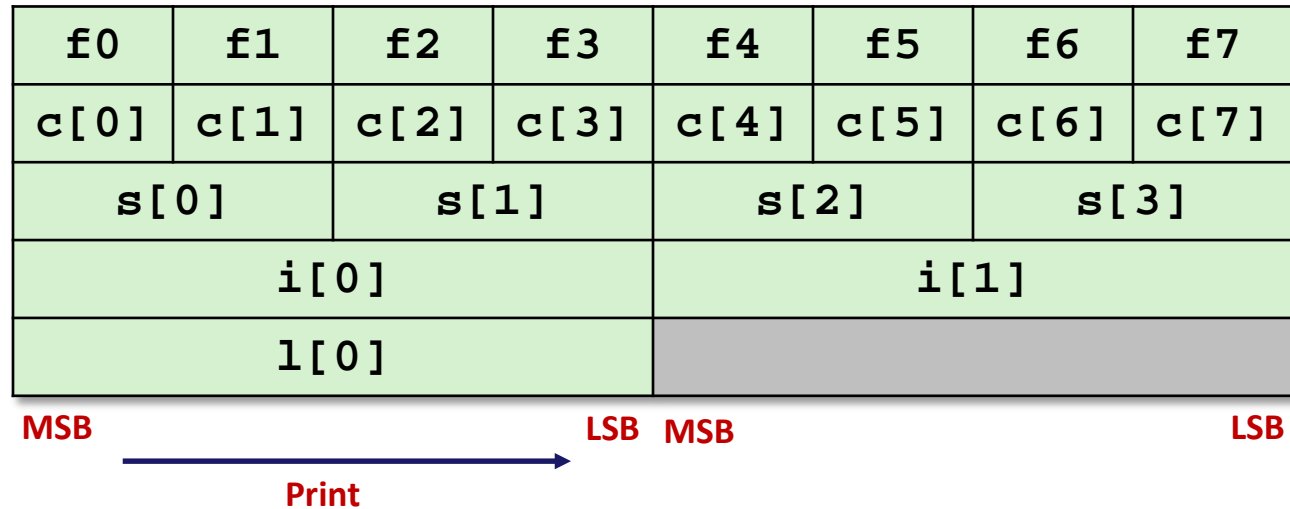 f0 f1 f2 f3 f4 f5 f6 f7
c[0] c[1] c[2] c[3] c[4] c[5] c[6] c[7]
s[0] s[1] s[2] s[3]
i[0] i[1]
l[0]
MSB LSB MSB LSB
Print